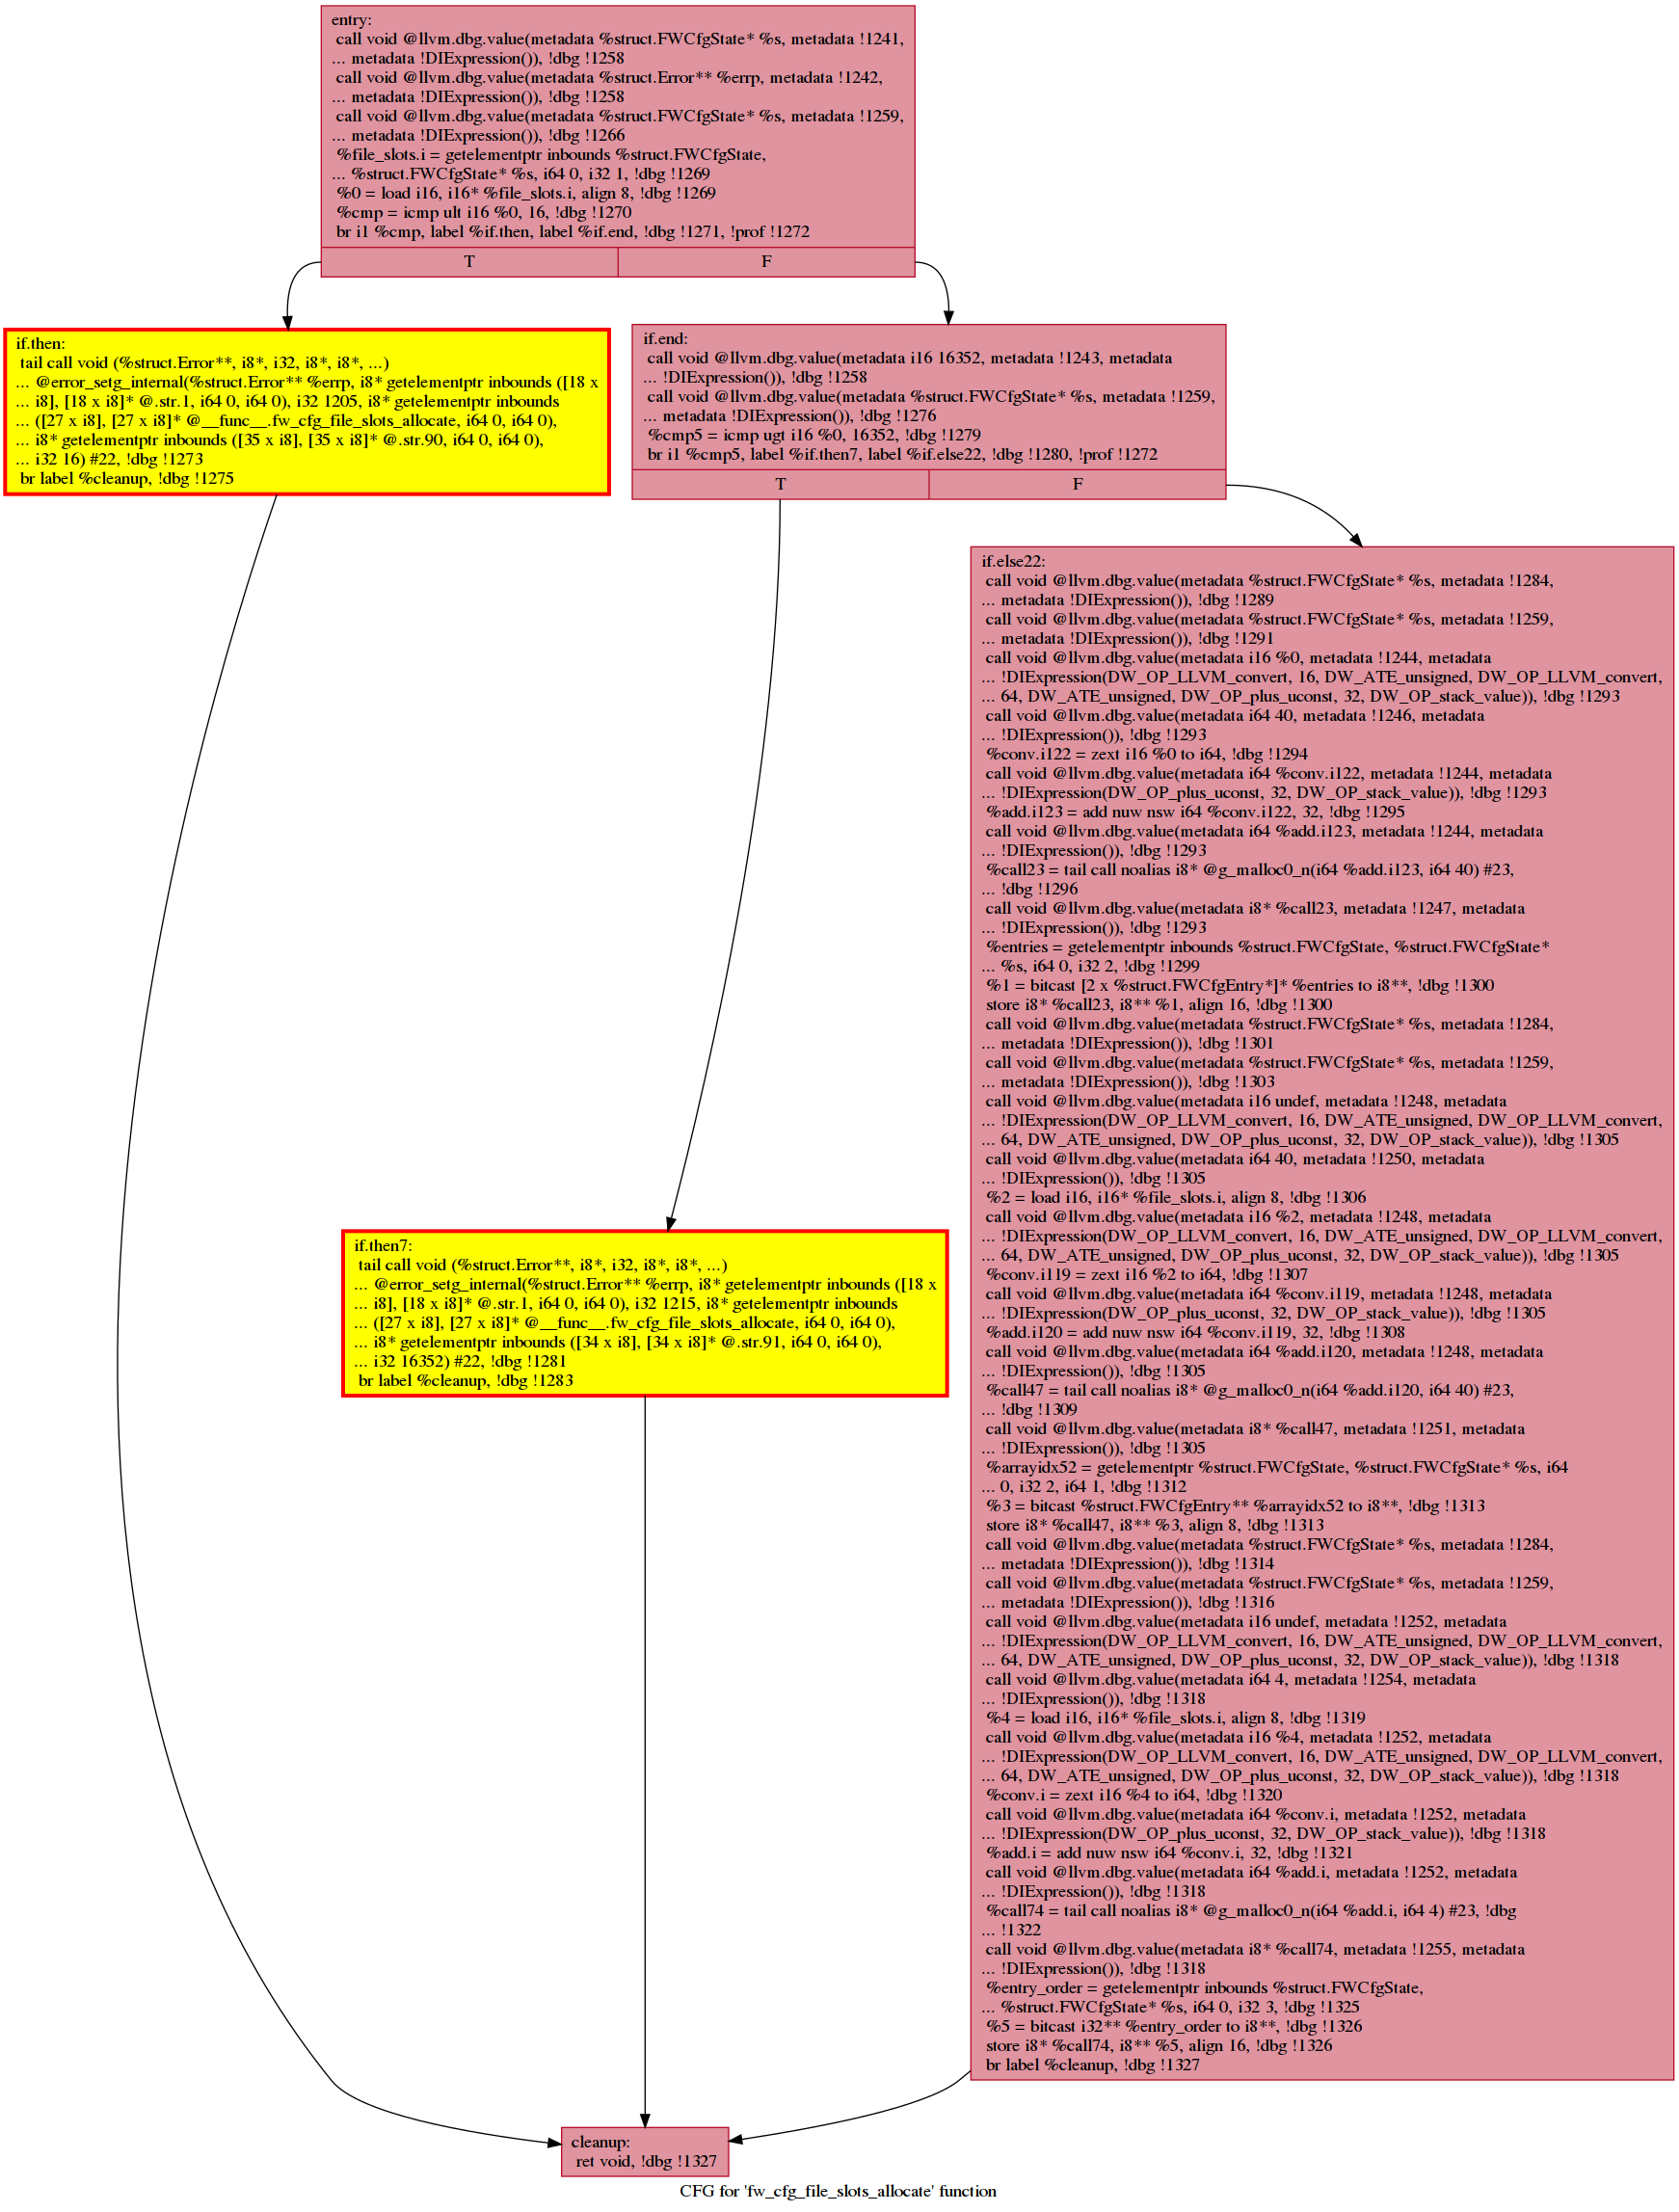 entry:
call void @llvm.dbg.value(metadata %struct.FWCfgState* %s, metadata !1241,
... metadata !DIExpression()), !dbg !1258
call void @llvm.dbg.value(metadata %struct.Error** %errp, metadata !1242,
... metadata !DIExpression()), !dbg !1258
call void @llvm.dbg.value(metadata %struct.FWCfgState* %s, metadata !1259,
... metadata !DIExpression()), !dbg !1266
%file_slots.i = getelementptr inbounds %struct.FWCfgState,
... %struct.FWCfgState* %s, i64 0, i32 1, !dbg !1269
%0 = load i16, i16* %file_slots.i, align 8, !dbg !1269
%cmp = icmp ult i16 %0, 16, !dbg !1270
br i1 %cmp, label %if.then, label %if.end, !dbg !1271, !prof !1272
T
F
if.then:
tail call void (%struct.Error**, i8*, i32, i8*, i8*, ...)
... @error_setg_internal(%struct.Error** %errp, i8* getelementptr inbounds ([18 x
... i8], [18 x i8]* @.str.1, i64 0, i64 0), i32 1205, i8* getelementptr inbounds
... ([27 x i8], [27 x i8]* @__func__.fw_cfg_file_slots_allocate, i64 0, i64 0),
... i8* getelementptr inbounds ([35 x i8], [35 x i8]* @.str.90, i64 0, i64 0),
... i32 16) #22, !dbg !1273
br label %cleanup, !dbg !1275
if.end:
call void @llvm.dbg.value(metadata i16 16352, metadata !1243, metadata
... !DIExpression()), !dbg !1258
call void @llvm.dbg.value(metadata %struct.FWCfgState* %s, metadata !1259,
... metadata !DIExpression()), !dbg !1276
%cmp5 = icmp ugt i16 %0, 16352, !dbg !1279
br i1 %cmp5, label %if.then7, label %if.else22, !dbg !1280, !prof !1272
T
F
if.else22:
call void @llvm.dbg.value(metadata %struct.FWCfgState* %s, metadata !1284,
... metadata !DIExpression()), !dbg !1289
call void @llvm.dbg.value(metadata %struct.FWCfgState* %s, metadata !1259,
... metadata !DIExpression()), !dbg !1291
call void @llvm.dbg.value(metadata i16 %0, metadata !1244, metadata
... !DIExpression(DW_OP_LLVM_convert, 16, DW_ATE_unsigned, DW_OP_LLVM_convert,
... 64, DW_ATE_unsigned, DW_OP_plus_uconst, 32, DW_OP_stack_value)), !dbg !1293
call void @llvm.dbg.value(metadata i64 40, metadata !1246, metadata
... !DIExpression()), !dbg !1293
%conv.i122 = zext i16 %0 to i64, !dbg !1294
call void @llvm.dbg.value(metadata i64 %conv.i122, metadata !1244, metadata
... !DIExpression(DW_OP_plus_uconst, 32, DW_OP_stack_value)), !dbg !1293
%add.i123 = add nuw nsw i64 %conv.i122, 32, !dbg !1295
call void @llvm.dbg.value(metadata i64 %add.i123, metadata !1244, metadata
... !DIExpression()), !dbg !1293
%call23 = tail call noalias i8* @g_malloc0_n(i64 %add.i123, i64 40) #23,
... !dbg !1296
call void @llvm.dbg.value(metadata i8* %call23, metadata !1247, metadata
... !DIExpression()), !dbg !1293
%entries = getelementptr inbounds %struct.FWCfgState, %struct.FWCfgState*
... %s, i64 0, i32 2, !dbg !1299
%1 = bitcast [2 x %struct.FWCfgEntry*]* %entries to i8**, !dbg !1300
store i8* %call23, i8** %1, align 16, !dbg !1300
call void @llvm.dbg.value(metadata %struct.FWCfgState* %s, metadata !1284,
... metadata !DIExpression()), !dbg !1301
call void @llvm.dbg.value(metadata %struct.FWCfgState* %s, metadata !1259,
... metadata !DIExpression()), !dbg !1303
call void @llvm.dbg.value(metadata i16 undef, metadata !1248, metadata
... !DIExpression(DW_OP_LLVM_convert, 16, DW_ATE_unsigned, DW_OP_LLVM_convert,
... 64, DW_ATE_unsigned, DW_OP_plus_uconst, 32, DW_OP_stack_value)), !dbg !1305
call void @llvm.dbg.value(metadata i64 40, metadata !1250, metadata
... !DIExpression()), !dbg !1305
%2 = load i16, i16* %file_slots.i, align 8, !dbg !1306
call void @llvm.dbg.value(metadata i16 %2, metadata !1248, metadata
... !DIExpression(DW_OP_LLVM_convert, 16, DW_ATE_unsigned, DW_OP_LLVM_convert,
... 64, DW_ATE_unsigned, DW_OP_plus_uconst, 32, DW_OP_stack_value)), !dbg !1305
%conv.i119 = zext i16 %2 to i64, !dbg !1307
call void @llvm.dbg.value(metadata i64 %conv.i119, metadata !1248, metadata
... !DIExpression(DW_OP_plus_uconst, 32, DW_OP_stack_value)), !dbg !1305
%add.i120 = add nuw nsw i64 %conv.i119, 32, !dbg !1308
call void @llvm.dbg.value(metadata i64 %add.i120, metadata !1248, metadata
... !DIExpression()), !dbg !1305
%call47 = tail call noalias i8* @g_malloc0_n(i64 %add.i120, i64 40) #23,
... !dbg !1309
call void @llvm.dbg.value(metadata i8* %call47, metadata !1251, metadata
... !DIExpression()), !dbg !1305
%arrayidx52 = getelementptr %struct.FWCfgState, %struct.FWCfgState* %s, i64
... 0, i32 2, i64 1, !dbg !1312
%3 = bitcast %struct.FWCfgEntry** %arrayidx52 to i8**, !dbg !1313
store i8* %call47, i8** %3, align 8, !dbg !1313
call void @llvm.dbg.value(metadata %struct.FWCfgState* %s, metadata !1284,
... metadata !DIExpression()), !dbg !1314
call void @llvm.dbg.value(metadata %struct.FWCfgState* %s, metadata !1259,
... metadata !DIExpression()), !dbg !1316
call void @llvm.dbg.value(metadata i16 undef, metadata !1252, metadata
... !DIExpression(DW_OP_LLVM_convert, 16, DW_ATE_unsigned, DW_OP_LLVM_convert,
... 64, DW_ATE_unsigned, DW_OP_plus_uconst, 32, DW_OP_stack_value)), !dbg !1318
call void @llvm.dbg.value(metadata i64 4, metadata !1254, metadata
... !DIExpression()), !dbg !1318
%4 = load i16, i16* %file_slots.i, align 8, !dbg !1319
call void @llvm.dbg.value(metadata i16 %4, metadata !1252, metadata
... !DIExpression(DW_OP_LLVM_convert, 16, DW_ATE_unsigned, DW_OP_LLVM_convert,
... 64, DW_ATE_unsigned, DW_OP_plus_uconst, 32, DW_OP_stack_value)), !dbg !1318
%conv.i = zext i16 %4 to i64, !dbg !1320
call void @llvm.dbg.value(metadata i64 %conv.i, metadata !1252, metadata
... !DIExpression(DW_OP_plus_uconst, 32, DW_OP_stack_value)), !dbg !1318
%add.i = add nuw nsw i64 %conv.i, 32, !dbg !1321
call void @llvm.dbg.value(metadata i64 %add.i, metadata !1252, metadata
... !DIExpression()), !dbg !1318
%call74 = tail call noalias i8* @g_malloc0_n(i64 %add.i, i64 4) #23, !dbg
... !1322
call void @llvm.dbg.value(metadata i8* %call74, metadata !1255, metadata
... !DIExpression()), !dbg !1318
%entry_order = getelementptr inbounds %struct.FWCfgState,
... %struct.FWCfgState* %s, i64 0, i32 3, !dbg !1325
%5 = bitcast i32** %entry_order to i8**, !dbg !1326
store i8* %call74, i8** %5, align 16, !dbg !1326
br label %cleanup, !dbg !1327
if.then7:
tail call void (%struct.Error**, i8*, i32, i8*, i8*, ...)
... @error_setg_internal(%struct.Error** %errp, i8* getelementptr inbounds ([18 x
... i8], [18 x i8]* @.str.1, i64 0, i64 0), i32 1215, i8* getelementptr inbounds
... ([27 x i8], [27 x i8]* @__func__.fw_cfg_file_slots_allocate, i64 0, i64 0),
... i8* getelementptr inbounds ([34 x i8], [34 x i8]* @.str.91, i64 0, i64 0),
... i32 16352) #22, !dbg !1281
br label %cleanup, !dbg !1283
cleanup:
ret void, !dbg !1327
CFG for 'fw_cfg_file_slots_allocate' function